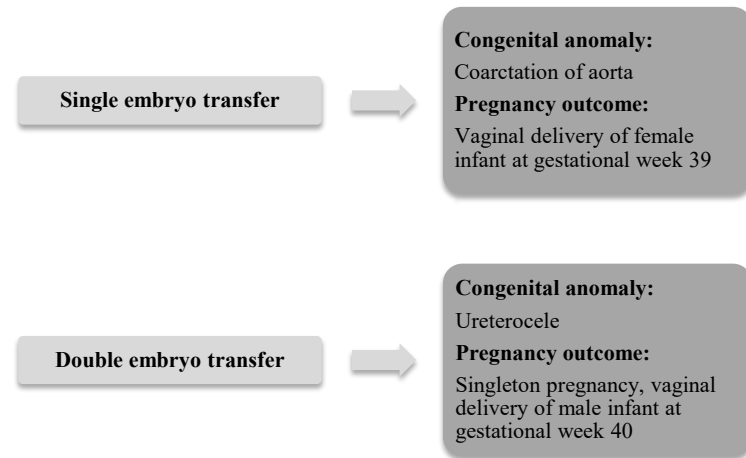 Single embryo transfer
Congenital anomaly:
Coarctation of aorta
Pregnancy outcome:
Vaginal delivery of female
infant at gestational week 39
Double embryo transfer
Congenital anomaly:
Ureterocele
Pregnancy outcome:
Singleton pregnancy, vaginal
delivery of male infant at
gestational week 40